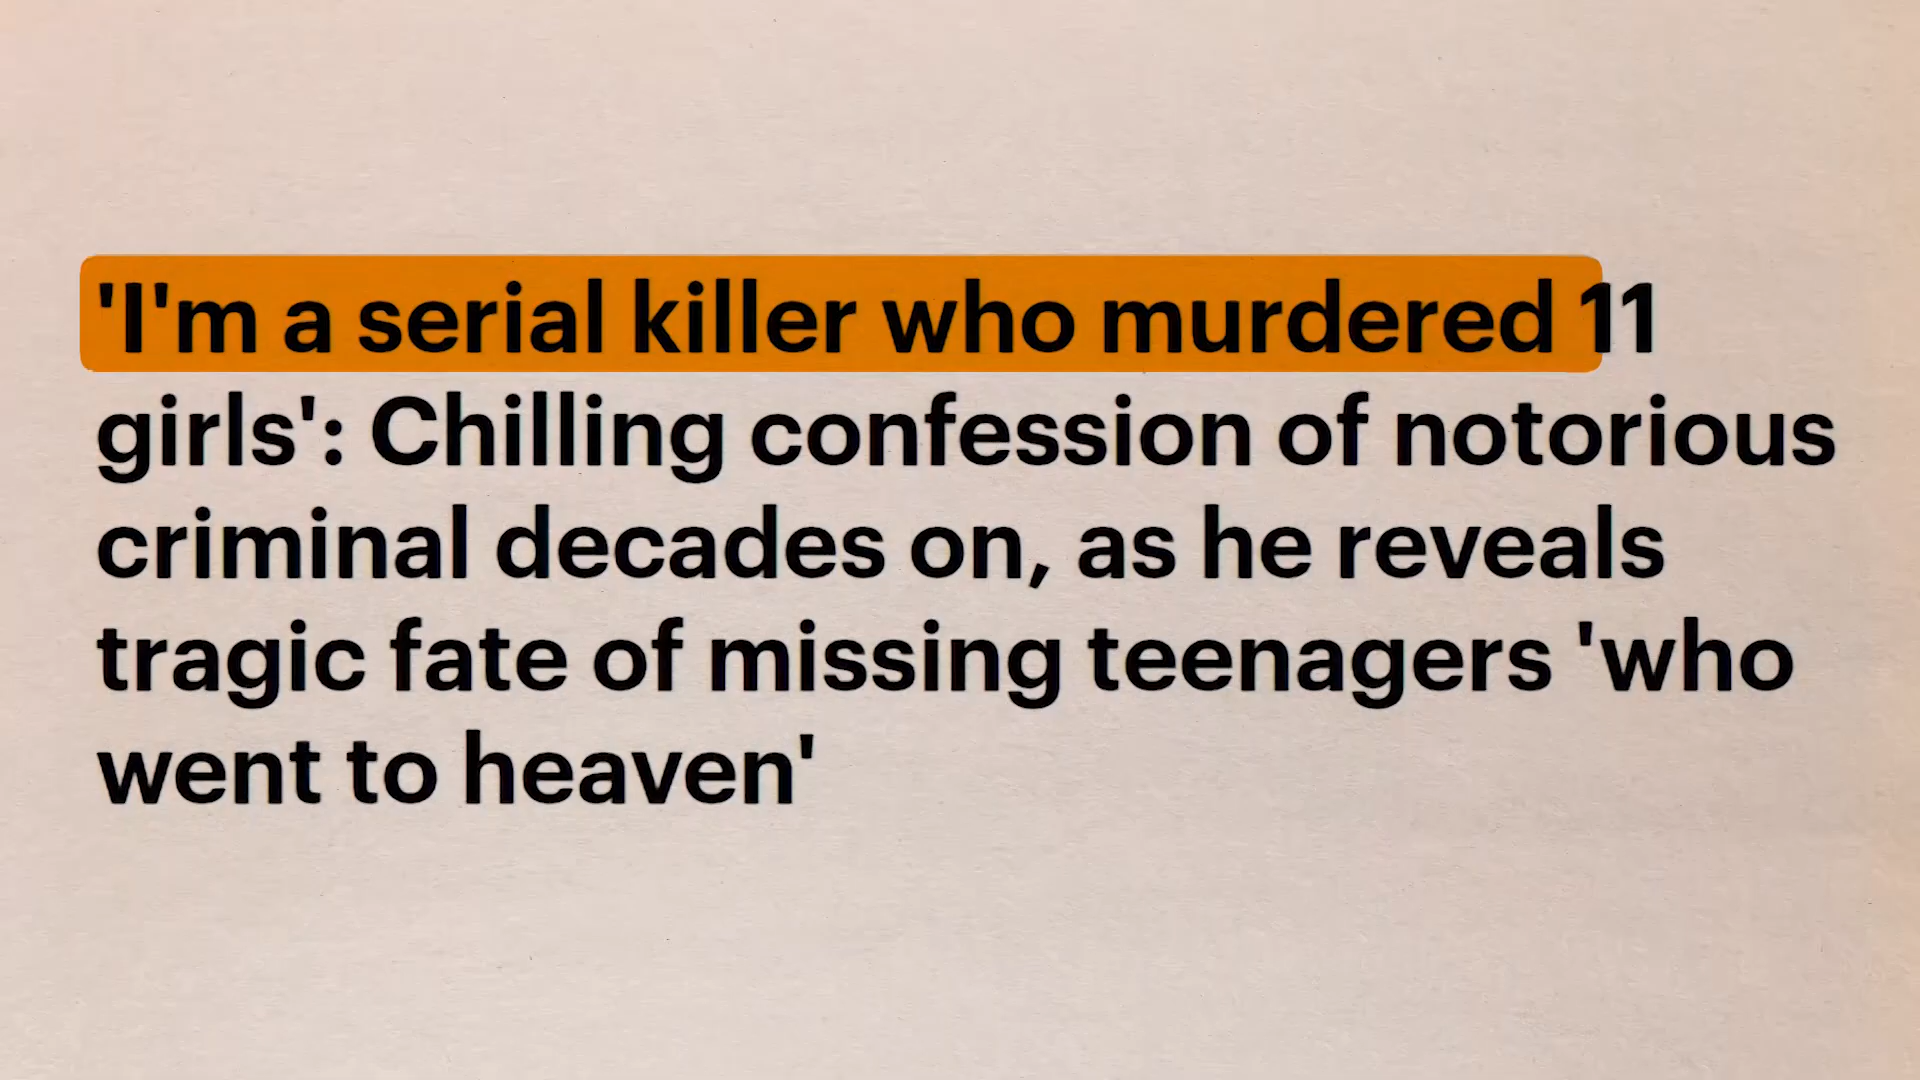 'I'm a serial killer who murdered 11
girls': Chilling confession of notorious
criminal decades on, as he reveals
tragic fate of missing teenagers 'who
went to heaven'